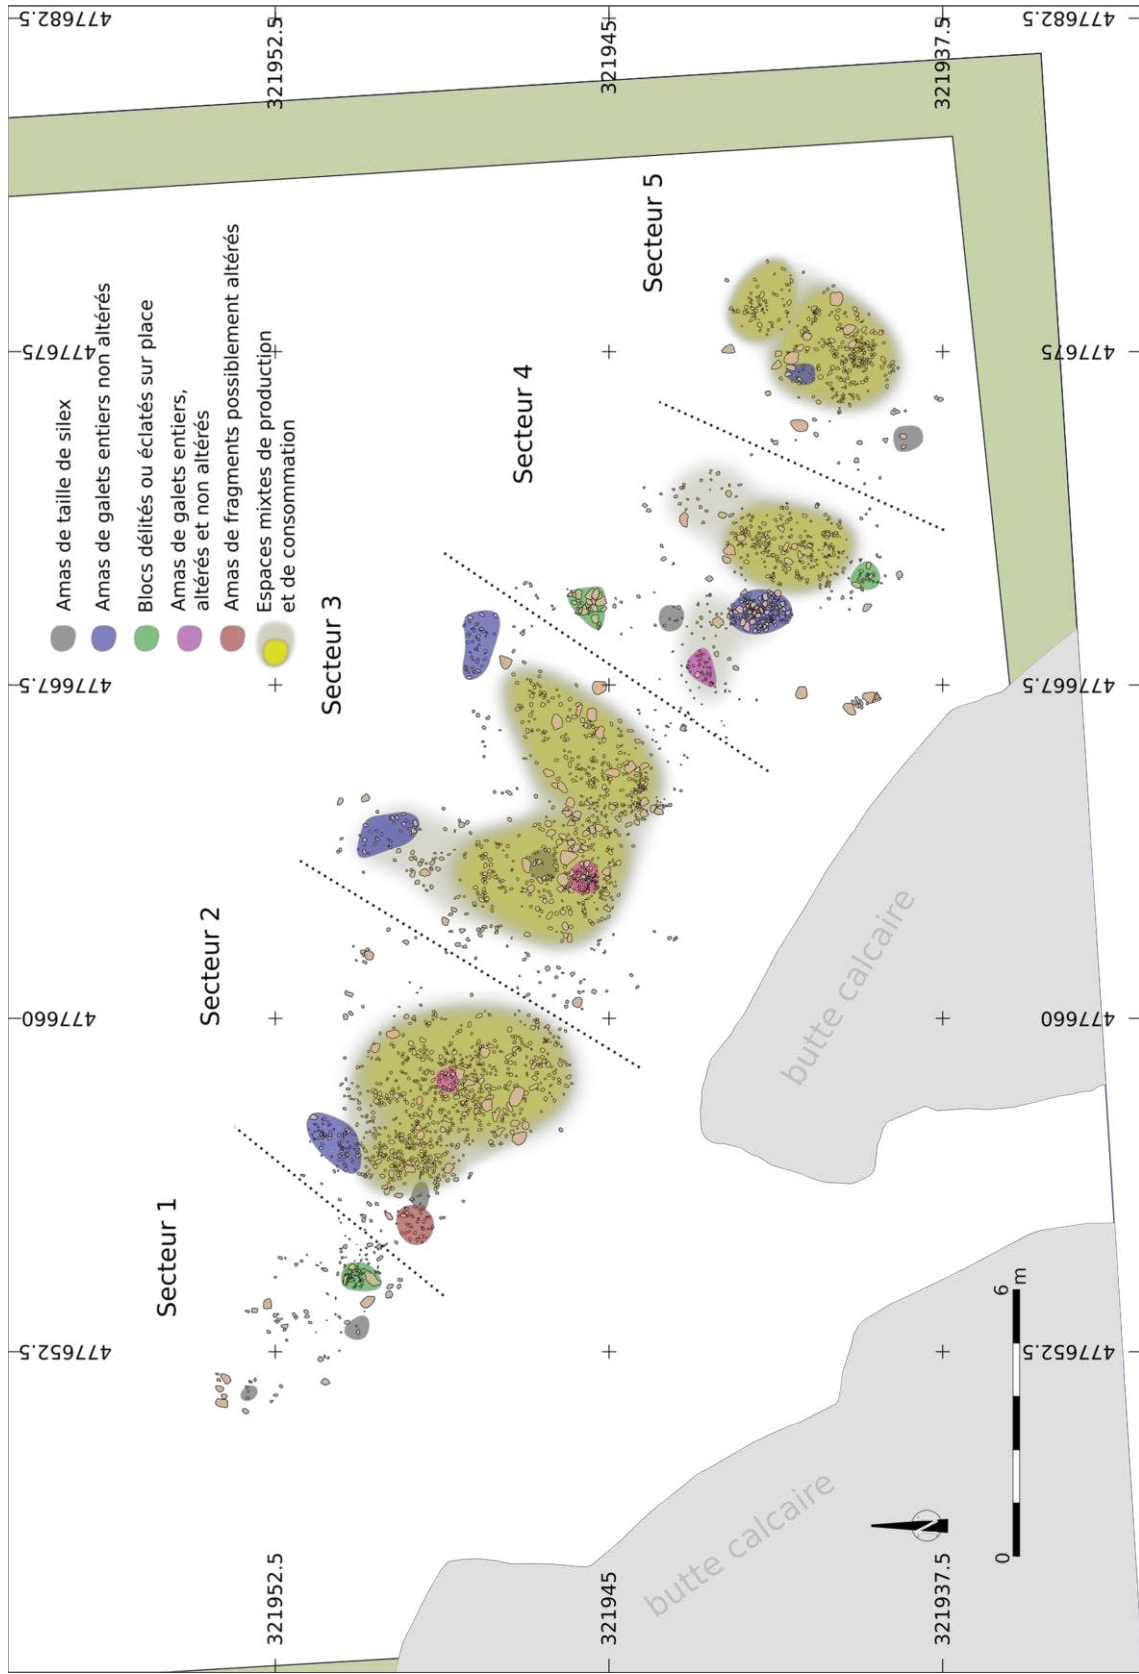 477682.5
321952.5
321945
321937.5
477682.5
Amas de taille de silex
Amas de galets entiers non altérés
Blocs délités ou éclatés sur place
Amas de galets entiers,
altérés et non altérés
Amas de fragments possiblement altérés
Espaces mixtes de production
et de consommation
Secteur 5
477675
477675
Secteur 4
Secteur 3
477667.5
477667.5
Secteur 2
477660
477660
butte calcaire
Secteur 1
477652.5
477652.5
butte calcaire
N
0
6
m
321952.5
321945
321937.5